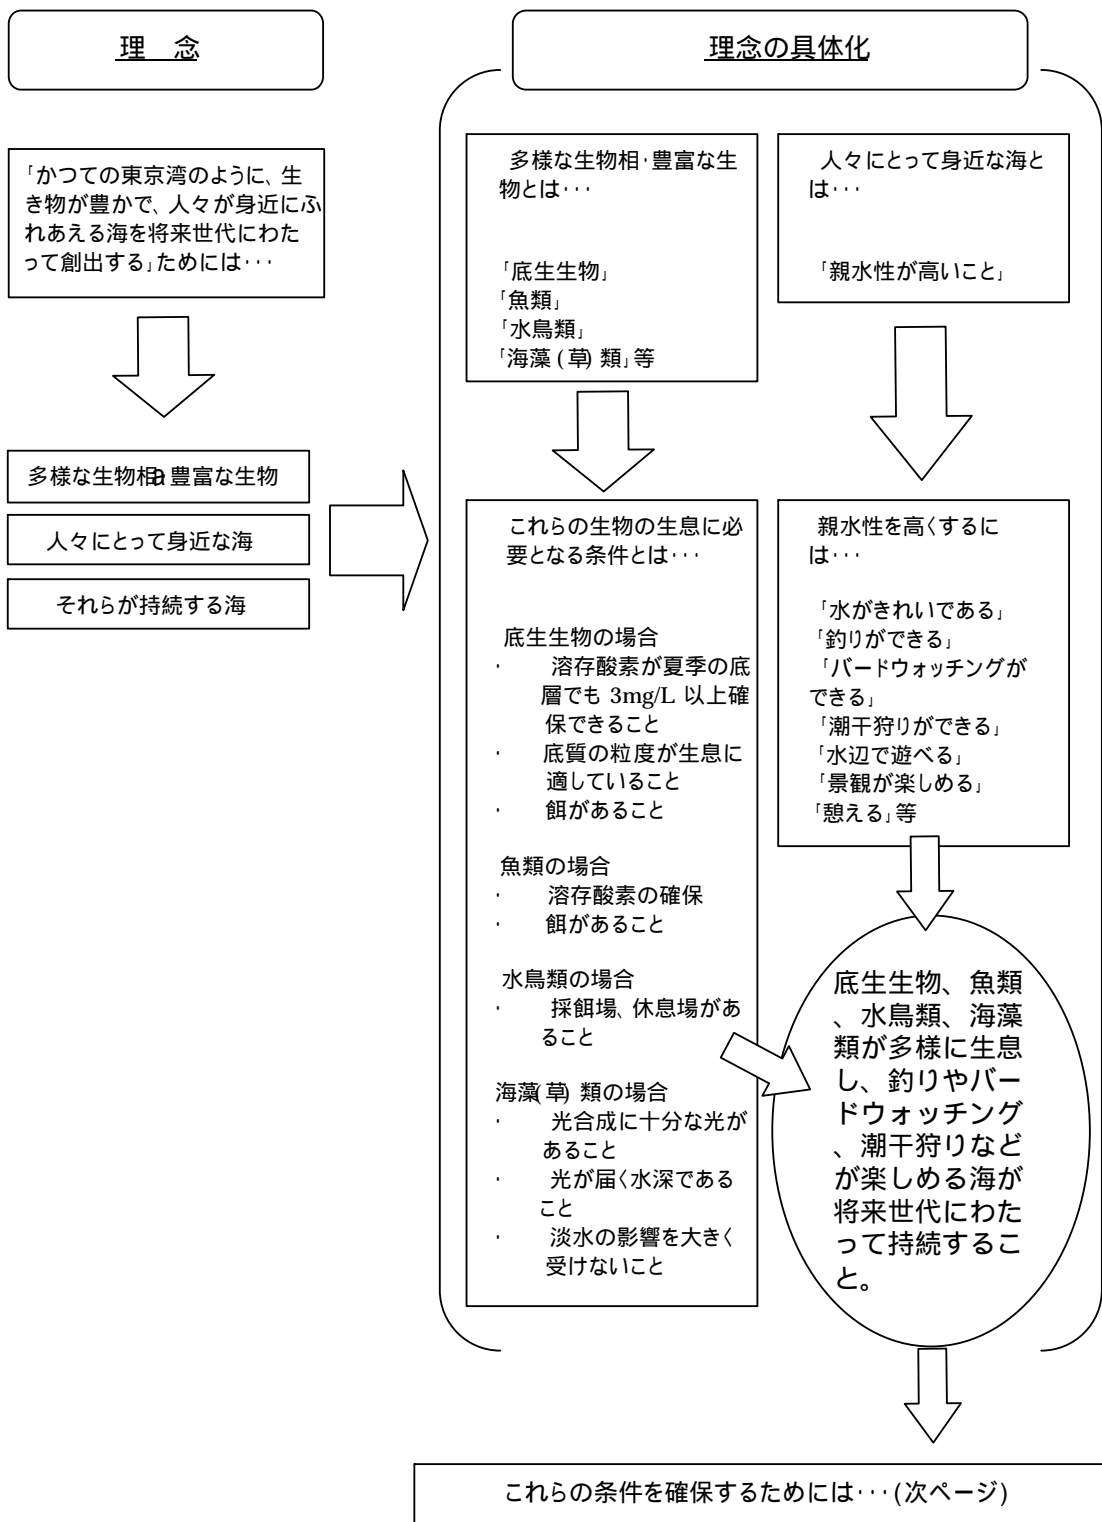 理　念
「かつての東京湾のように、生
き物が豊かで、人々が身近にふ
れあえる海を将来世代にわた
って創出する」ためには･･･
多様な生物相・豊富な生物
人々にとって身近な海
それらが持続する海
理念の具体化
多様な生物相･豊富な生
物とは･･･
「底生生物」
「魚類」
「水鳥類」
「海藻(草)類」等
これらの生物の生息に必
要となる条件とは･･･
底生生物の場合
･ 溶存酸素が夏季の底
層でも 3mg/L 以上確
保できること
･ 底質の粒度が生息に
適していること
･ 餌があること
魚類の場合
･ 溶存酸素の確保
･ 餌があること
水鳥類の場合
･ 採餌場、休息場があ
ること
海藻(草)類の場合
･ 光合成に十分な光が
あること
･ 光が届く水深である
こと
･ 淡水の影響を大きく
受けないこと
人々にとって身近な海と
は･･･
「親水性が高いこと」
親水性を高くするに
は･･･
「水がきれいである」
「釣りができる」
「バードウォッチングが
できる」
「潮干狩りができる」
「水辺で遊べる」
「景観が楽しめる」
「憩える」等
底生生物、魚類
、水鳥類、海藻
類が多様に生息
し、釣りやバー
ドウォッチング
、潮干狩りなど
が楽しめる海が
将来世代にわた
って持続するこ
と。
これらの条件を確保するためには･･･(次ページ)